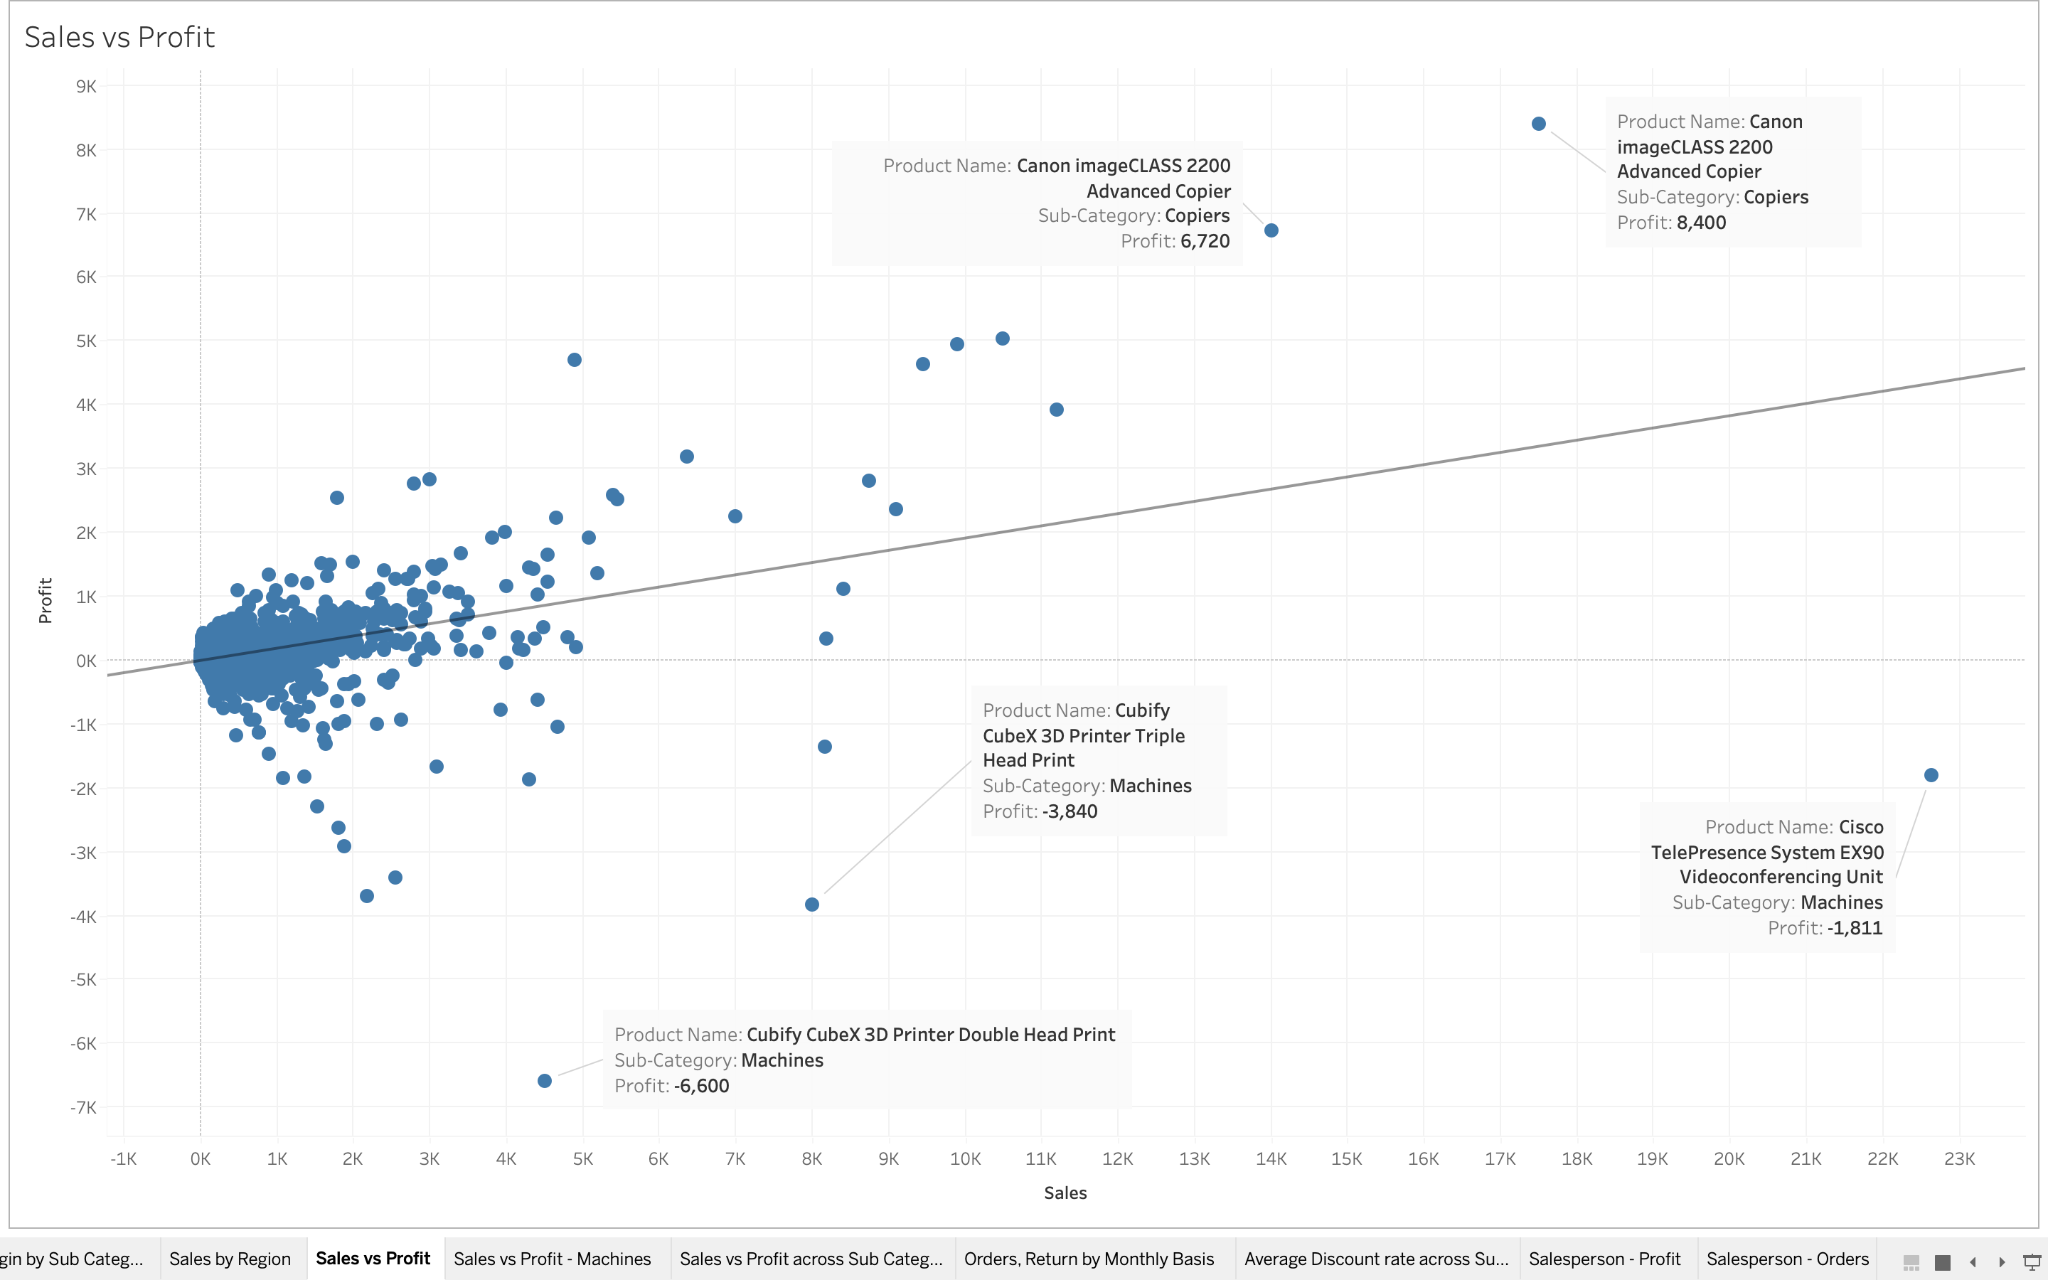 Sales vs Profit
9K
8K
7K
6K
5K
4K
3K
2K
1K
0K
-1K
-2K
-3K
-4K
-5K
-6K
-7K
Profit
Product Name: Canon imageCLASS 2200
Advanced Copier
Sub-Category: Copiers
Profit: 6,720
Product Name: Canon
imageCLASS 2200
Advanced Copier
Sub-Category: Copiers
Profit: 8,400
Product Name: Cubify
CubeX 3D Printer Triple
Head Print
Sub-Category: Machines
Profit: -3,840
Product Name: Cisco
TelePresence System EX90
Videoconferencing Unit
Sub-Category: Machines
Profit: -1,811
Product Name: Cubify CubeX 3D Printer Double Head Print
Sub-Category: Machines
Profit: -6,600
-1K 0K 1K 2K 3K 4K 5K 6K 7K 8K 9K 10K 11K 12K 13K 14K 15K 16K 17K 18K 19K 20K 21K 22K 23K
Sales
gin by Sub Categ... Sales by Region Sales vs Profit Sales vs Profit - Machines Sales vs Profit across Sub Categ... Orders, Return by Monthly Basis Average Discount rate across Su... Salesperson - Profit Salesperson - Orders